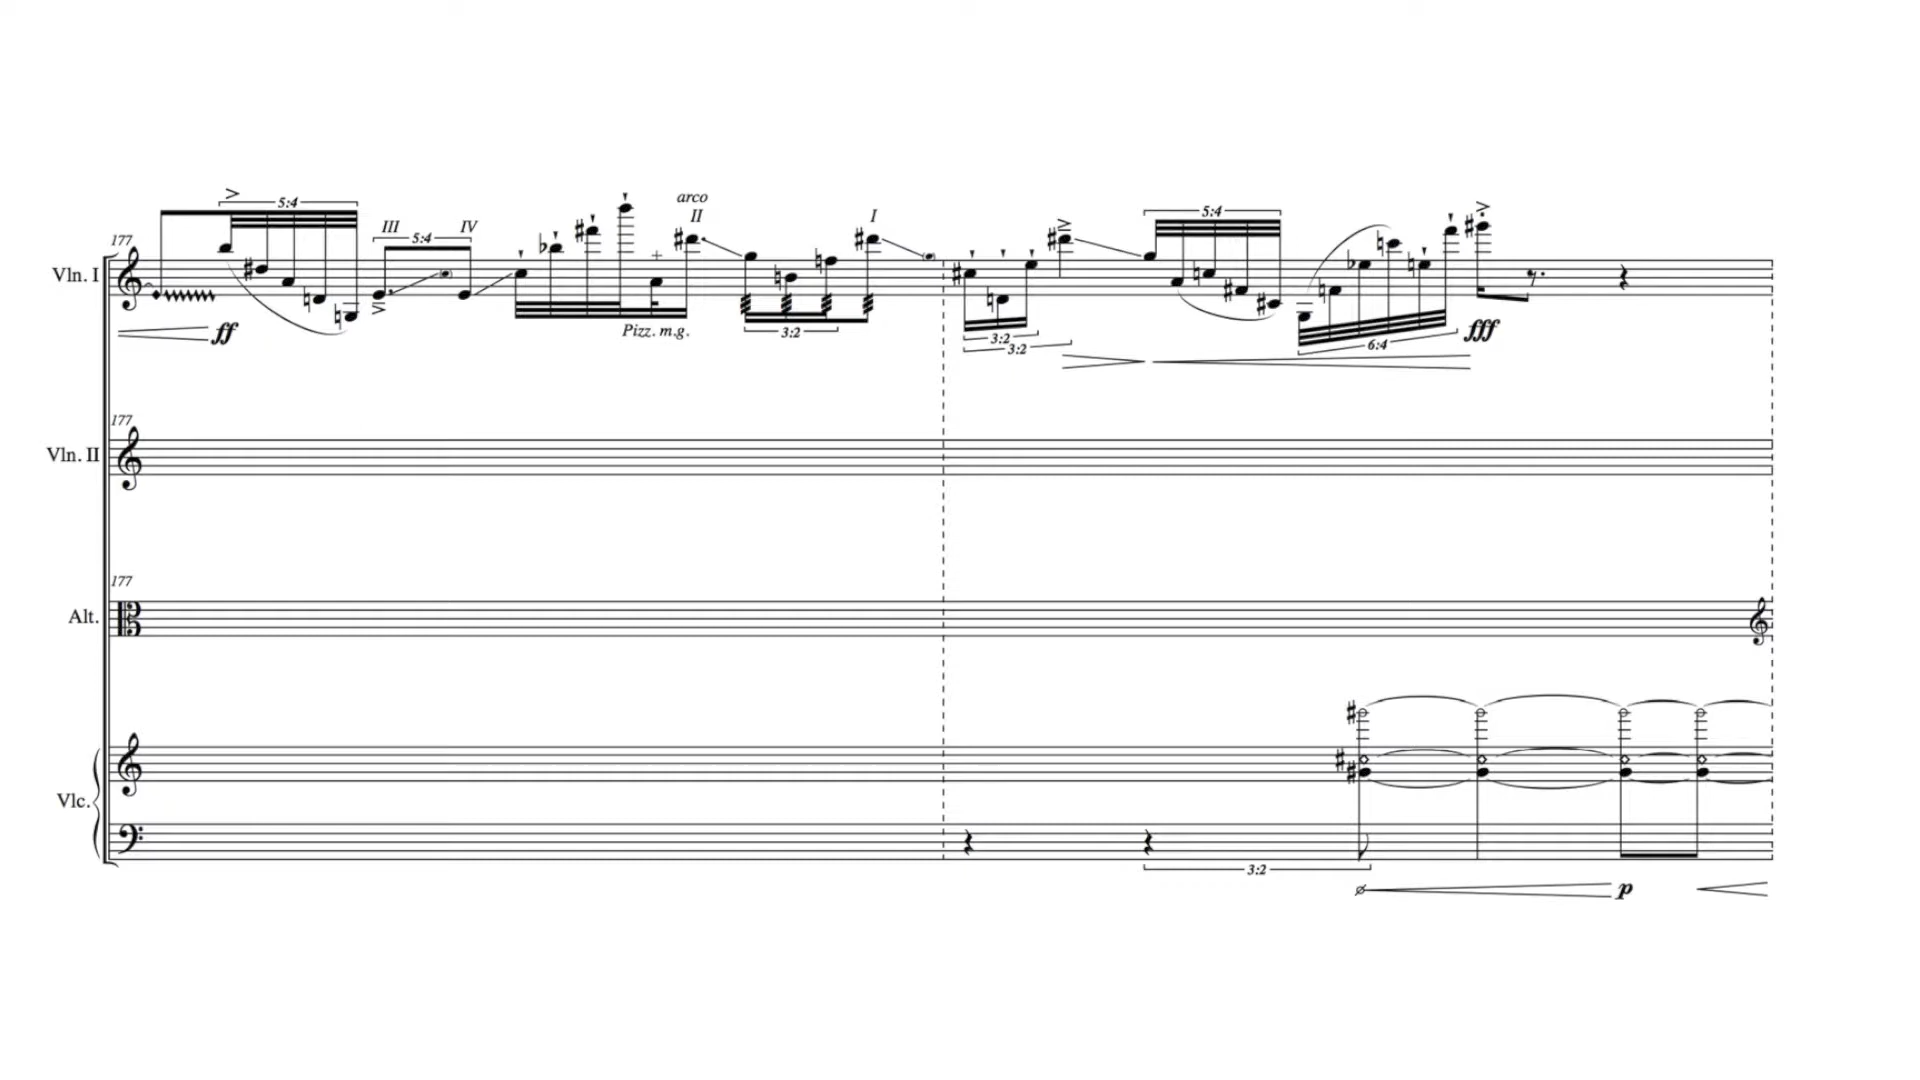 arco
5:4
III
IV
II
I
5:4
177
5:4
Vln. I
ff
Pizz. m.g.
3:2
3:2
3:2
6:4
fff
177
Vln. II
177
Alt.
Vlc.
3:2
p